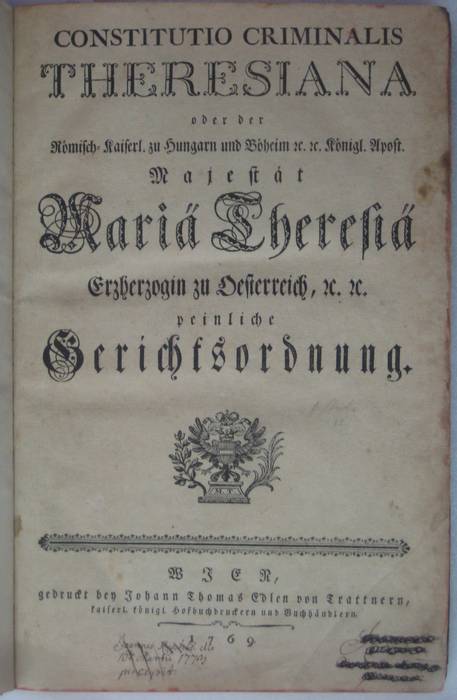 CONSTITUTIO CRIMINALIS
THERESIANA
oder der
Römisch-Kaiserl. zu Hungarn und Böheim ꝛc. ꝛc. Königl. Apost.
Majestät
Mariä Theresiä
Erzherzogin zu Oesterreich, ꝛc. ꝛc.
peinliche
Gerichtsordnung.
M. T.
WIEN,
gedruckt bey Johann Thomas Edlen von Trattnern,
kaiserl. königl. Hofbuchdruckern und Buchhändlern.
1769